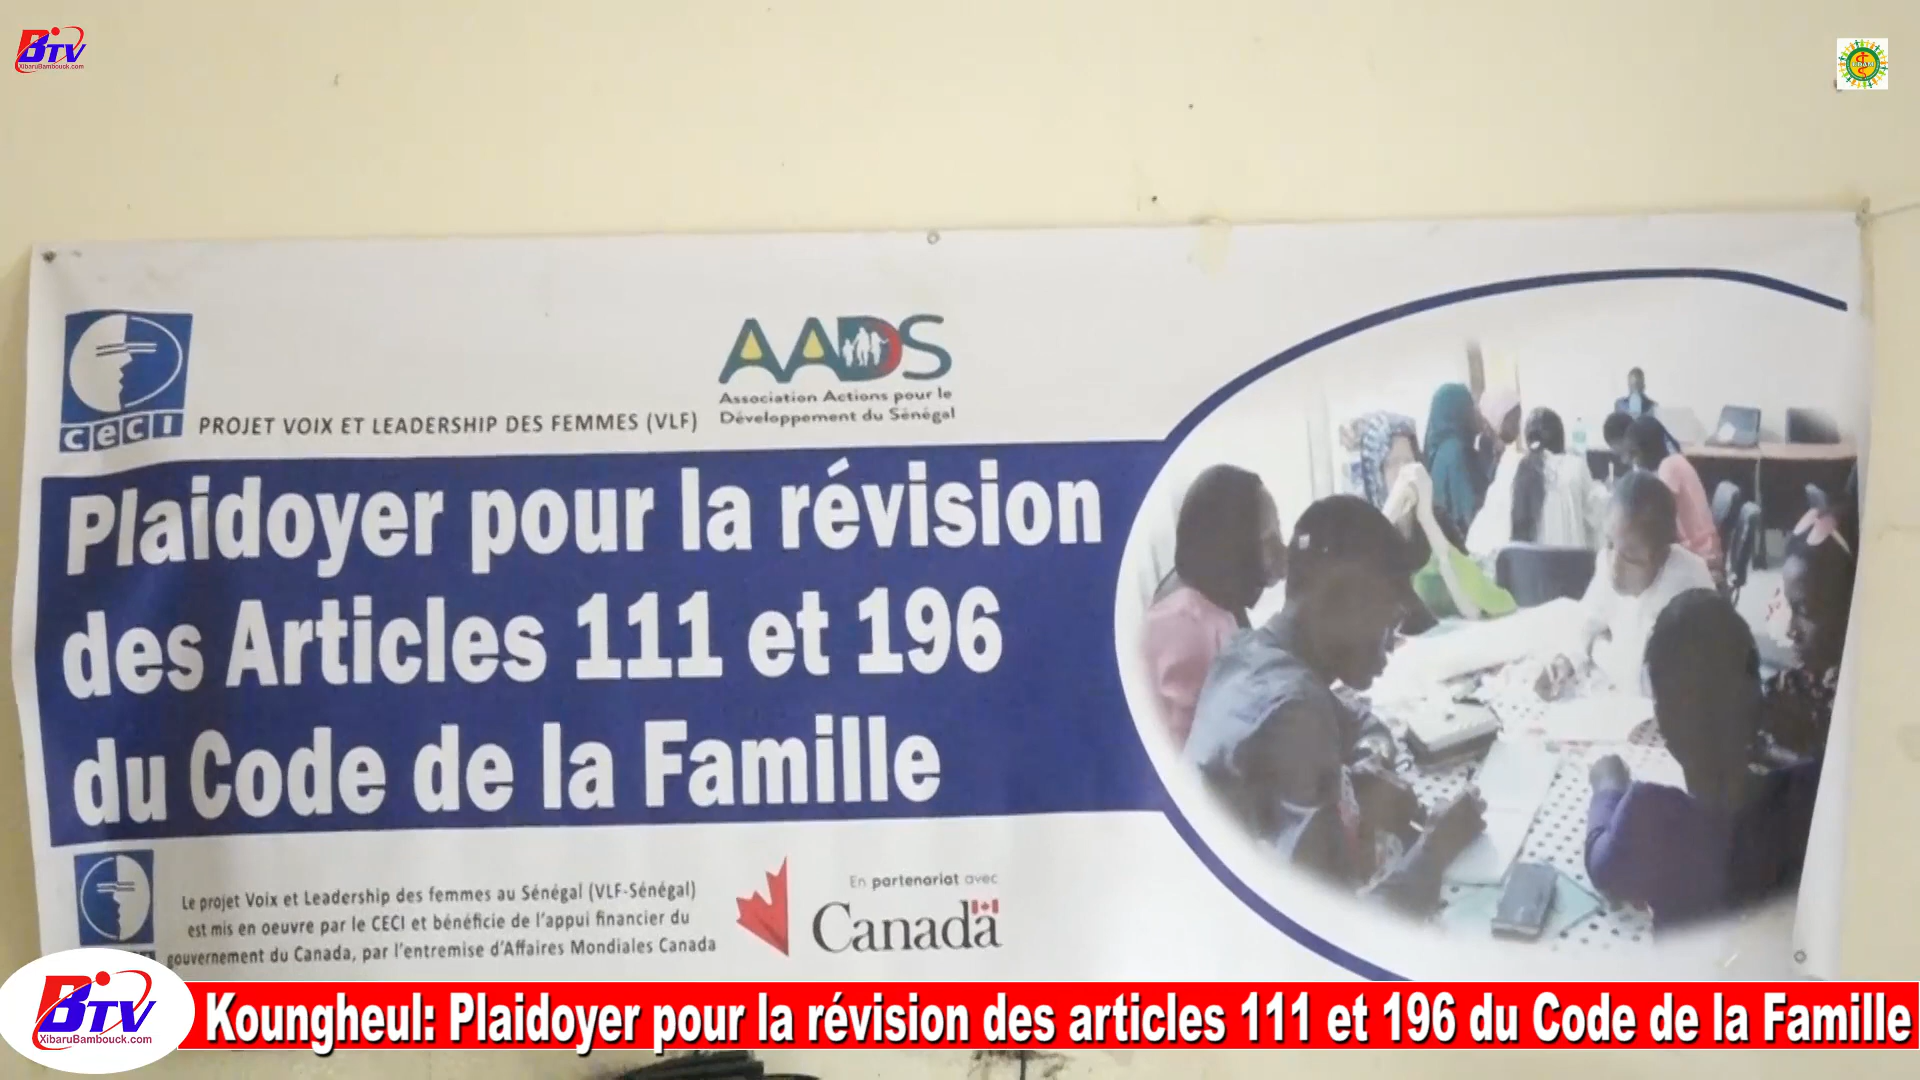 BTV
XibaruBambouck.com
AADS
Association Actions pour le
Développement du Sénégal
CECI
PROJET VOIX ET LEADERSHIP DES FEMMES (VLF)
Plaidoyer pour la révision
des Articles 111 et 196
du Code de la Famille
Le projet Voix et Leadership des femmes au Sénégal (VLF-Sénégal)
est mis en oeuvre par le CECI et bénéficie de l'appui financier du
gouvernement du Canada, par l'entremise d'Affaires Mondiales Canada
En partenariat avec
Canada
BTV
XibaruBambouck.com
Koungheul: Plaidoyer pour la révision des articles 111 et 196 du Code de la Famille